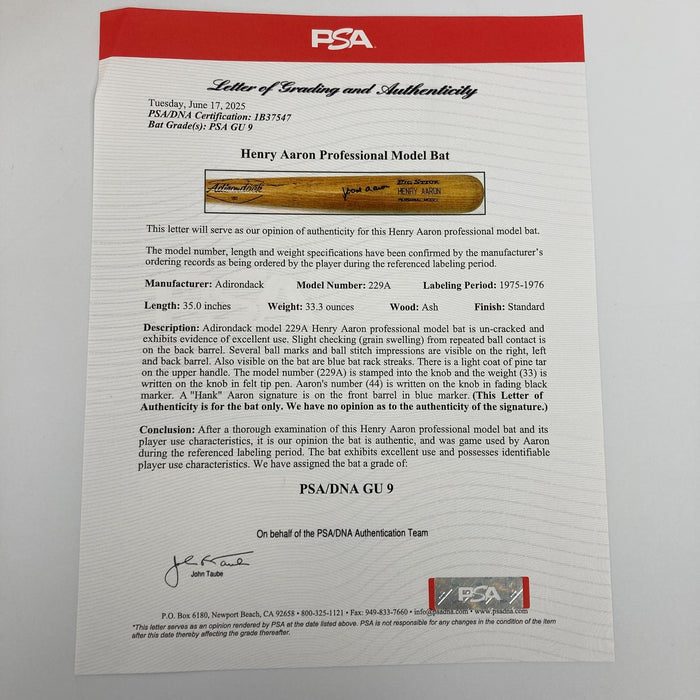 PSA
Letter of Grading and Authenticity
Tuesday, June 17, 2025
PSA/DNA Certification: 1B37547
Bat Grade(s): PSA GU 9
Henry Aaron Professional Model Bat
Adirondack
Big Stick
HENRY AARON
This letter will serve as our opinion of authenticity for this Henry Aaron professional model bat.
The model number, length and weight specifications have been confirmed by the manufacturer's
ordering records as being ordered by the player during the referenced labeling period.
Manufacturer: Adirondack Model Number: 229A Labeling Period: 1975-1976
Length: 35.0 inches Weight: 33.3 ounces Wood: Ash Finish: Standard
Description: Adirondack model 229A Henry Aaron professional model bat is un-cracked and
exhibits evidence of excellent use. Slight checking (grain swelling) from repeated ball contact is
on the back barrel. Several ball marks and ball stitch impressions are visible on the right, left
and back barrel. Also visible on the bat are blue bat rack streaks. There is a light coat of pine tar
on the upper handle. The model number (229A) is stamped into the knob and the weight (33) is
written on the knob in felt tip pen. Aaron's number (44) is written on the knob in fading black
marker. A "Hank" Aaron signature is on the front barrel in blue marker. (This Letter of
Authenticity is for the bat only. We have no opinion as to the authenticity of the signature.)
Conclusion: After a thorough examination of this Henry Aaron professional model bat and its
player use characteristics, it is our opinion the bat is authentic, and was game used by Aaron
during the referenced labeling period. The bat exhibits excellent use and possesses identifiable
player use characteristics. We have assigned the bat a grade of:
PSA/DNA GU 9
On behalf of the PSA/DNA Authentication Team
John Taube
PSA
P.O. Box 6180, Newport Beach, CA 92658 • 800-325-1121 • Fax: 949-833-7660 • info@psadna.com • www.psadna.com
*This letter serves as an opinion rendered by PSA at the date listed above. PSA is not responsible for any changes in the condition of the item
after this date thereby affecting the grade thereafter.